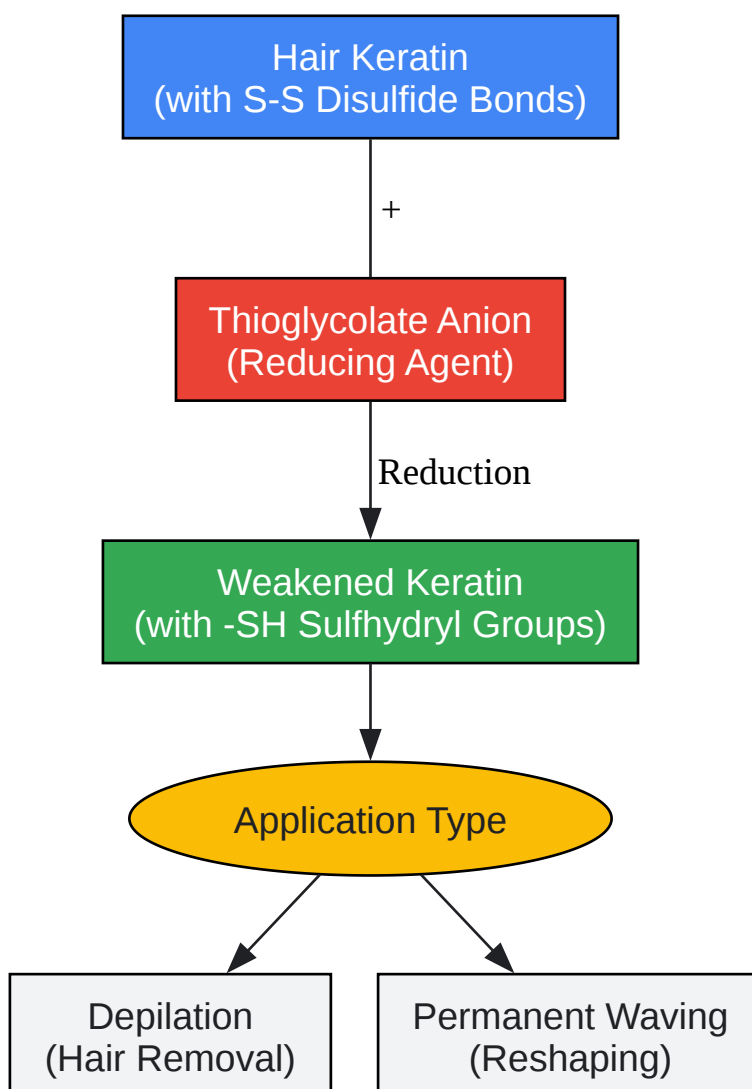 Hair Keratin
(with S-S Disulfide Bonds)
+
Thioglycolate Anion
(Reducing Agent)
Reduction
Weakened Keratin
(with -SH Sulfhydryl Groups)
Application Type
Depilation
(Hair Removal)
Permanent Waving
(Reshaping)